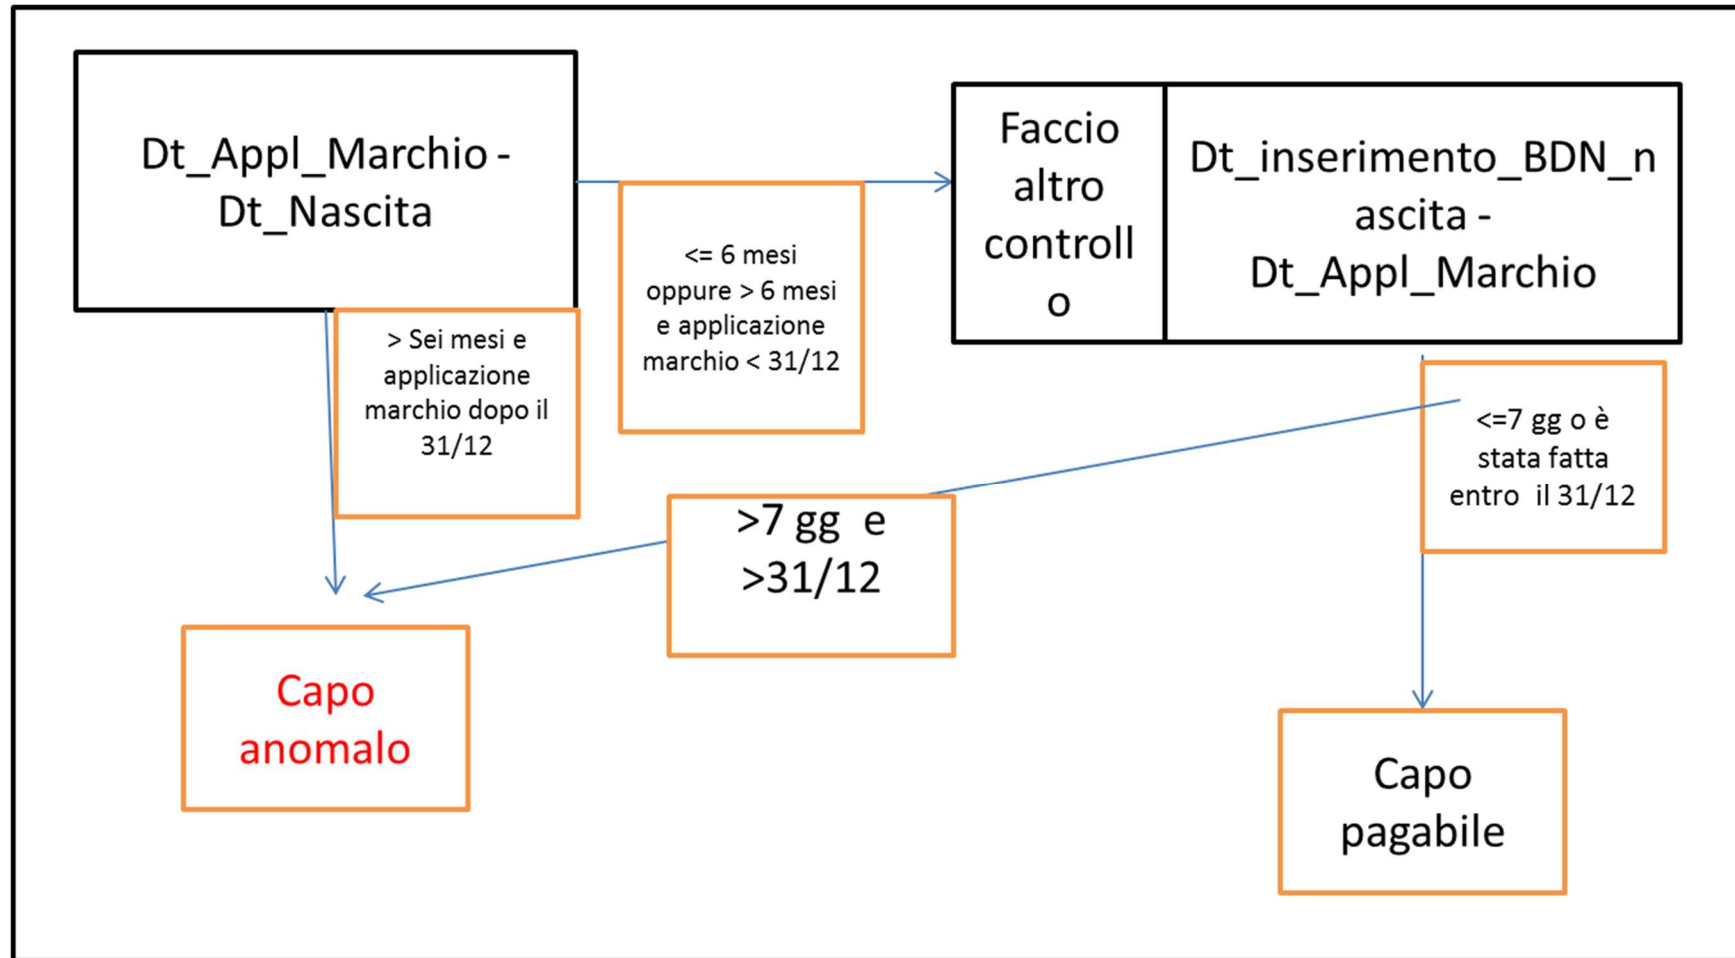 Dt_Appl_Marchio -
Dt_Nascita
Faccio
altro
controll
o
Dt_inserimento_BDN_n
ascita -
Dt_Appl_Marchio
<= 6 mesi
oppure > 6 mesi
e applicazione
marchio < 31/12
> Sei mesi e
applicazione
marchio dopo il
31/12
<=7 gg o è
stata fatta
entro il 31/12
>7 gg e
>31/12
Capo
anomalo
Capo
pagabile